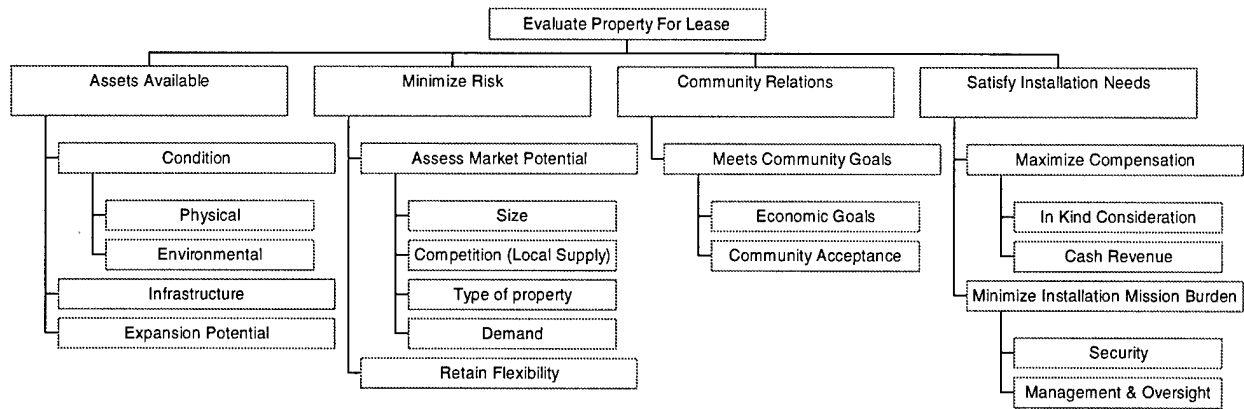 Evaluate Property For Lease
Assets Available
Condition
Physical
Environmental
Infrastructure
Expansion Potential
Minimize Risk
Assess Market Potential
Size
Competition (Local Supply)
Type of property
Demand
Retain Flexibility
Community Relations
Meets Community Goals
Economic Goals
Community Acceptance
Satisfy Installation Needs
Maximize Compensation
In Kind Consideration
Cash Revenue
Minimize Installation Mission Burden
Security
Management & Oversight